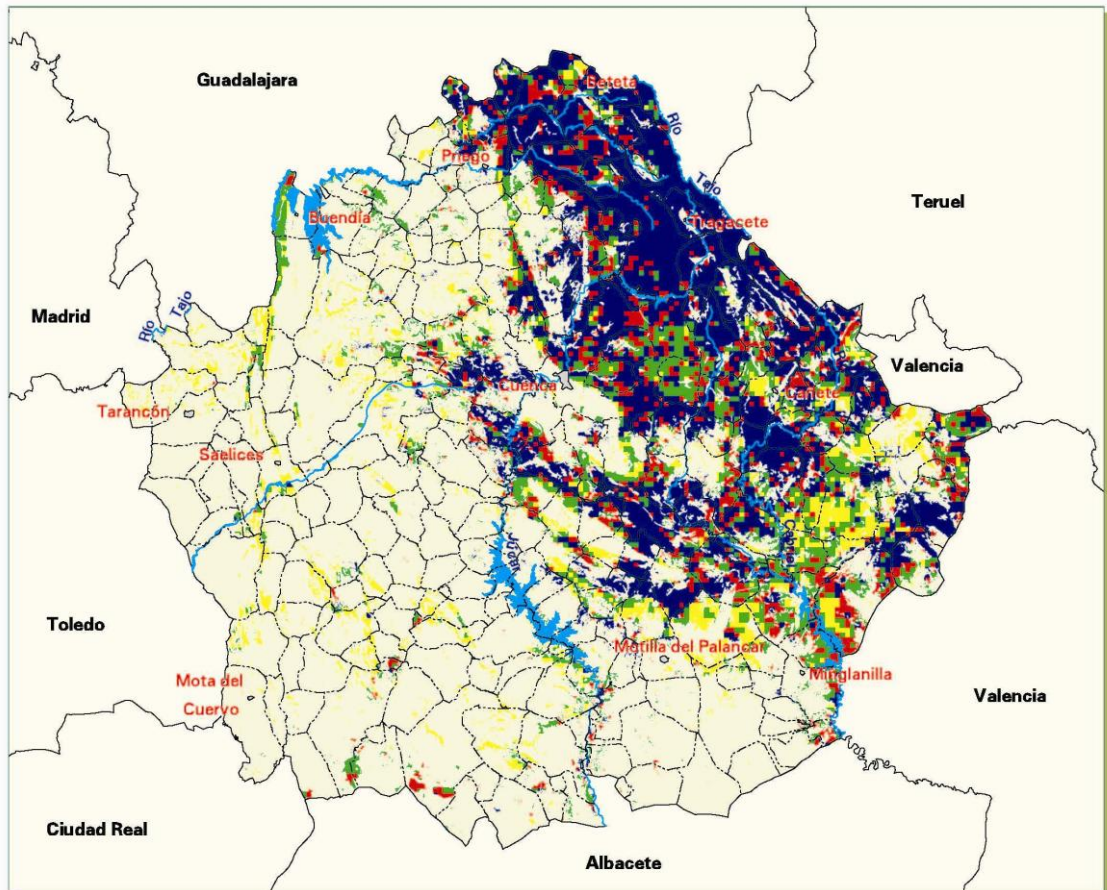 Guadalajara
Beteta
Río
Tajo
Priego
Tragacete
Teruel
Buendía
Madrid
Río
Tajo
Valencia
Cuenca
Cañete
Tarancón
Saelices
Cabriel
Júcar
Toledo
Motilla del Palancar
Mota del
Cuervo
Minglanilla
Valencia
Ciudad Real
Albacete